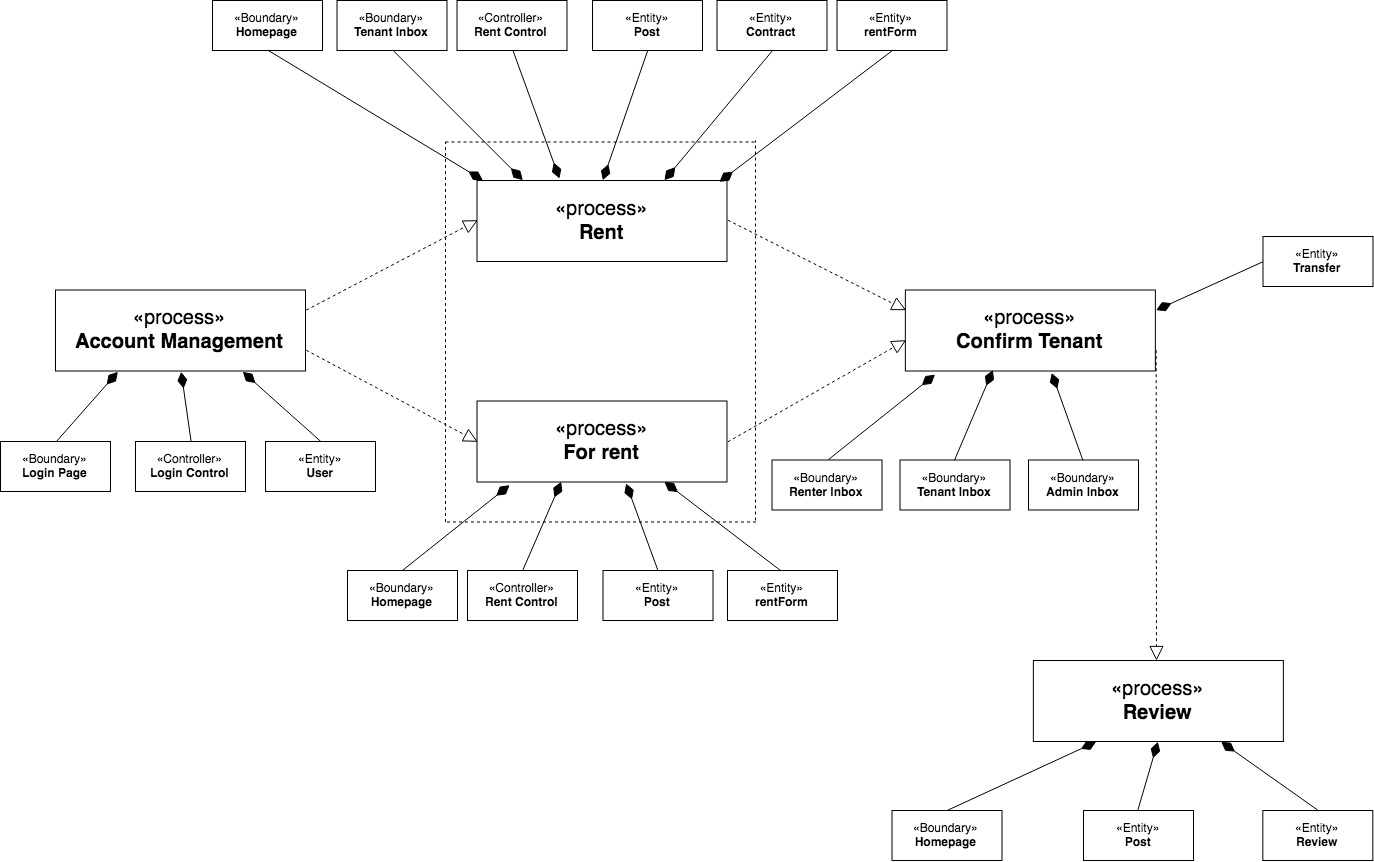 «Boundary»
Homepage
«Boundary»
Tenant Inbox
«Controller»
Rent Control
«Entity»
Post
«Entity»
Contract
«Entity»
rentForm
«process»
Rent
«Entity»
Transfer
«process»
Account Management
«process»
Confirm Tenant
«process»
For rent
«Boundary»
Login Page
«Controller»
Login Control
«Entity»
User
«Boundary»
Renter Inbox
«Boundary»
Tenant Inbox
«Boundary»
Admin Inbox
«Boundary»
Homepage
«Controller»
Rent Control
«Entity»
Post
«Entity»
rentForm
«process»
Review
«Boundary»
Homepage
«Entity»
Post
«Entity»
Review